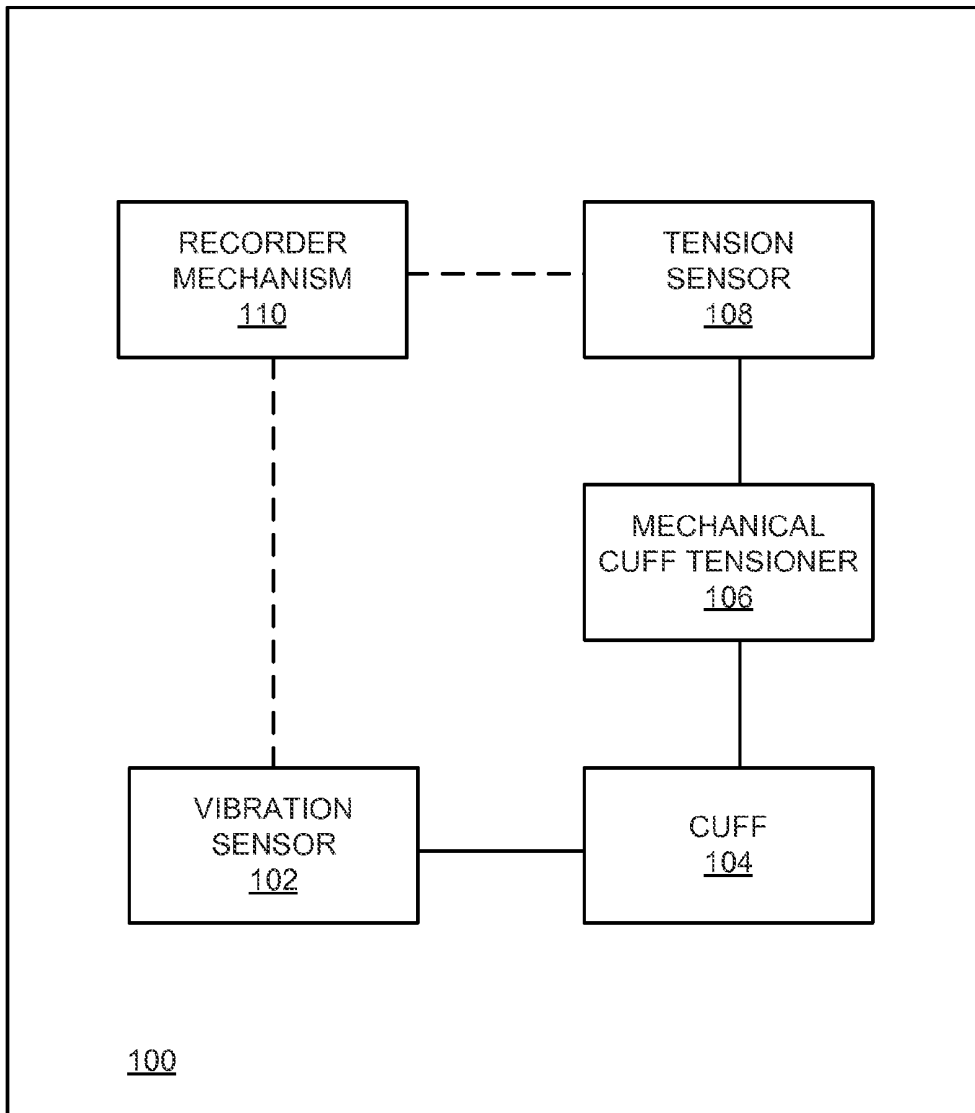 RECORDER
MECHANISM
110
TENSION
SENSOR
108
MECHANICAL
CUFF TENSIONER
106
VIBRATION
SENSOR
102
CUFF
104
100